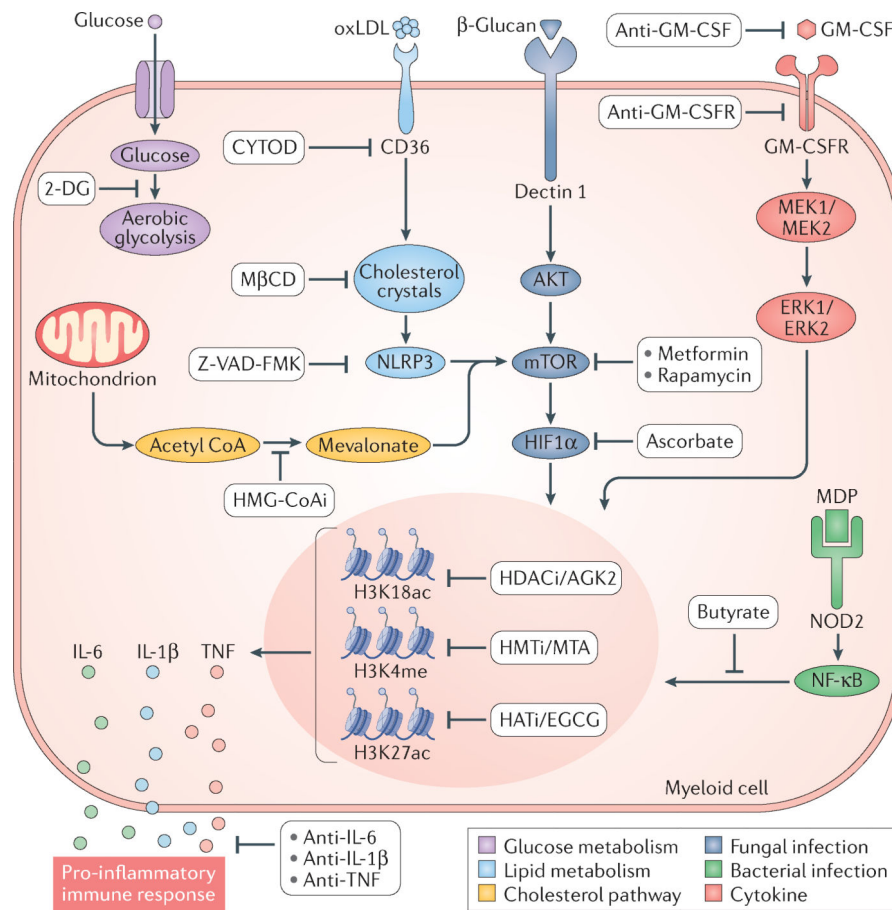 Glucose
oxLDL
β-Glucan
Anti-GM-CSF
GM-CSF
Anti-GM-CSFR
Glucose
CYTOD
CD36
GM-CSFR
2-DG
Dectin 1
Aerobic
glycolysis
MEK1/
MEK2
MβCD
Cholesterol
crystals
AKT
ERK1/
ERK2
Mitochondrion
Z-VAD-FMK
NLRP3
mTOR
• Metformin
• Rapamycin
Acetyl CoA
Mevalonate
HIF1α
Ascorbate
HMG-CoAi
MDP
H3K18ac
HDACi/AGK2
Butyrate
NOD2
IL-6
IL-1β
TNF
H3K4me
HMTi/MTA
NF-κB
H3K27ac
HATi/EGCG
Myeloid cell
• Anti-IL-6
• Anti-IL-1β
• Anti-TNF
Pro-inflammatory
immune response
Glucose metabolism
Lipid metabolism
Cholesterol pathway
Fungal infection
Bacterial infection
Cytokine